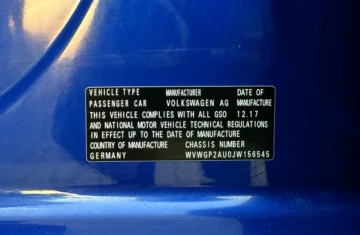 VEHICLE TYPE MANUFACTURER DATE OF
PASSENGER CAR VOLKSWAGEN AG MANUFACTURE
THIS VEHICLE COMPLIES WITH ALL GSO 12.17
AND NATIONAL MOTOR VEHICLE TECHNICAL REGULATIONS
IN EFFECT UP TO THE DATE OF MANUFACTURE
COUNTRY OF MANUFACTURE CHASSIS NUMBER
GERMANY WVWGP2AU0JW156545